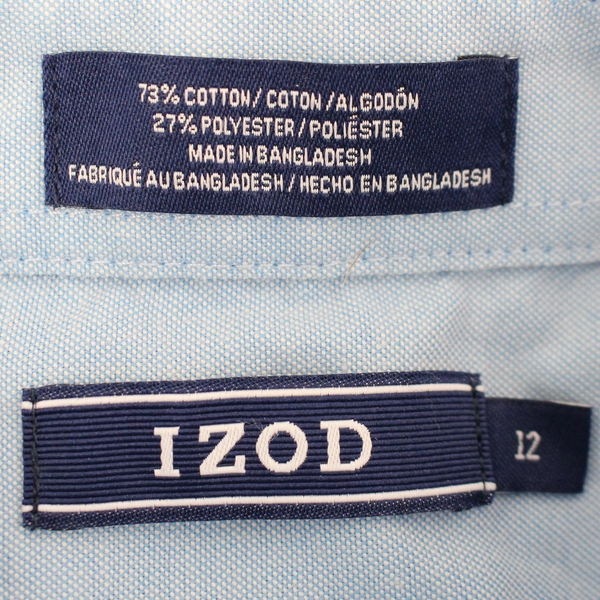 73% COTTON/COTON/ALGODÓN
27% POLYESTER/POLIÉSTER
MADE IN BANGLADESH
FABRIQUÉ AU BANGLADESH/HECHO EN BANGLADESH
IZOD
12